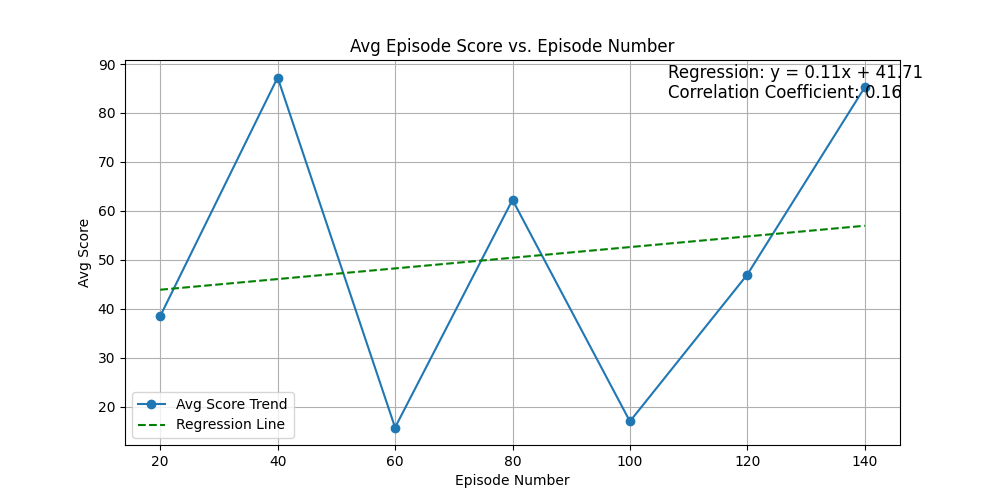 Avg Episode Score vs. Episode Number
Regression: y = 0.11x + 41.71
Correlation Coefficient: 0.16
90
80
70
60
50
40
30
20
Avg Score
Avg Score Trend
Regression Line
20 40 60 80 100 120 140
Episode Number